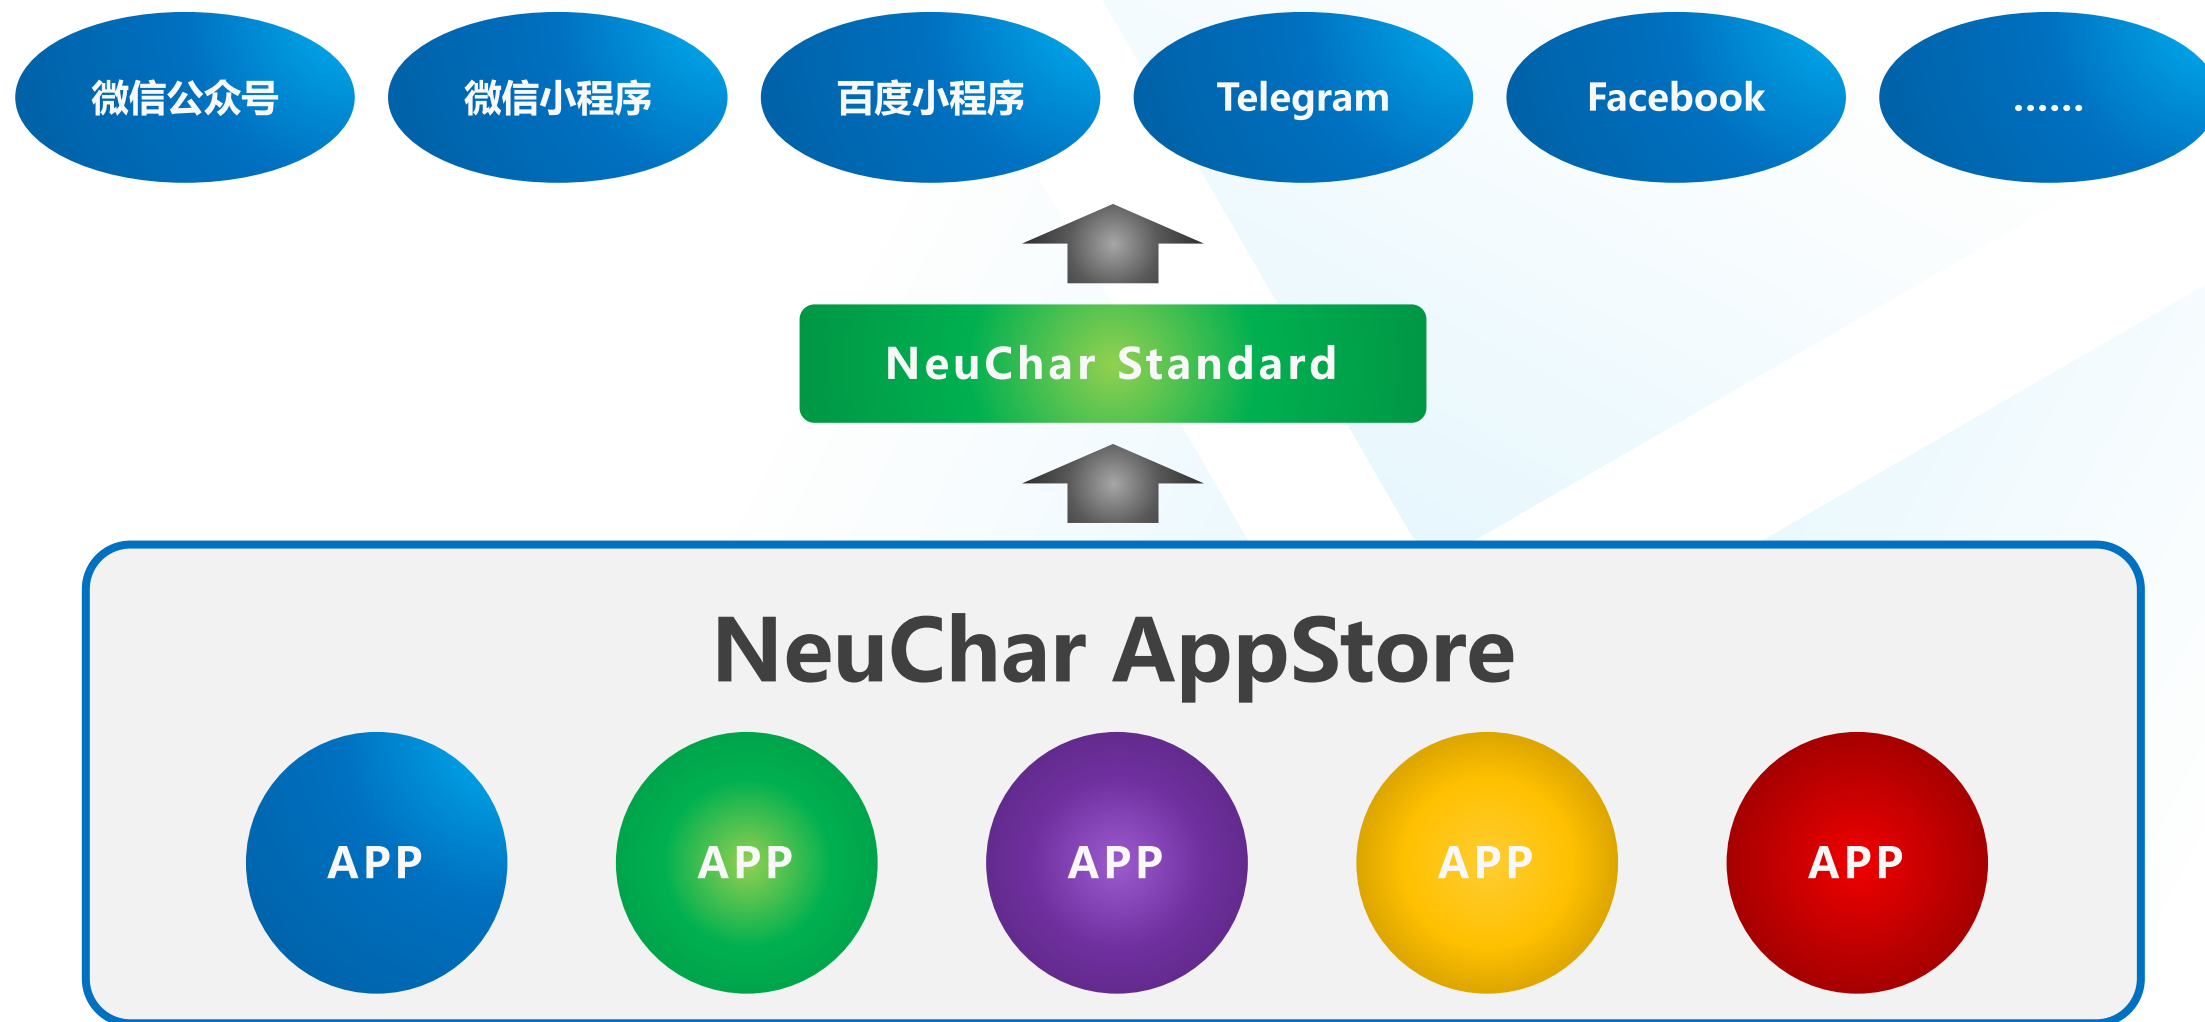 微信公众号
微信小程序
百度小程序
Telegram
Facebook
......
NeuChar Standard
NeuChar AppStore
APP
APP
APP
APP
APP